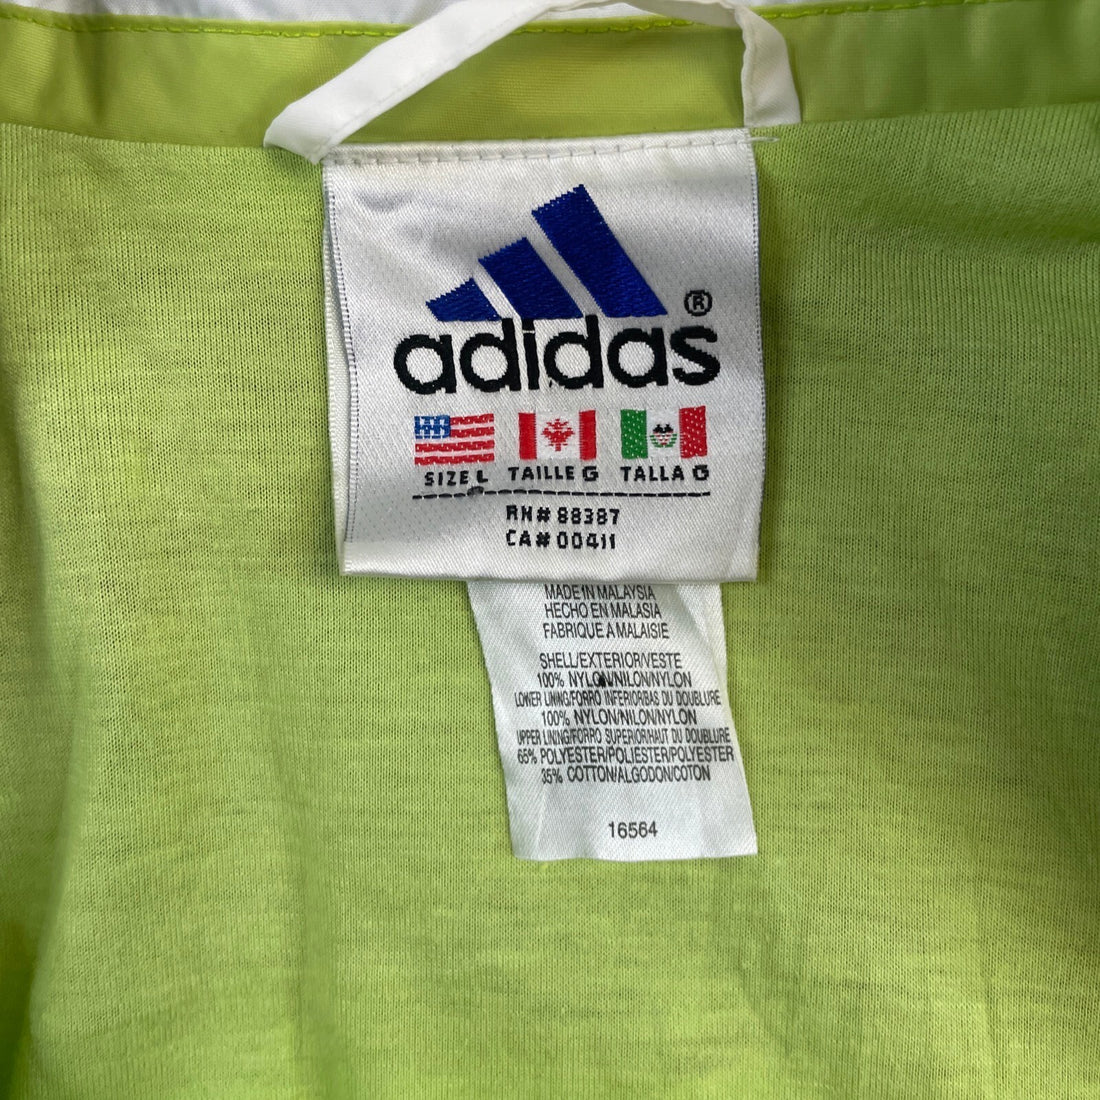 adidas®
SIZE L TAILLE G TALLA G
RN# 88387
CA# 00411
MADE IN MALAYSIA
HECHO EN MALASIA
FABRIQUE A MALAISIE
SHELL/EXTERIOR/VESTE
100% NYLON/NILON/NYLON
LOWER LINING/FORRO INFERIOR/BAS DU DOUBLURE
100% NYLON/NILON/NYLON
UPPER LINING/FORRO SUPERIOR/HAUT DU DOUBLURE
65% POLYESTER/POLIESTER/POLYESTER
35% COTTON/ALGODON/COTON
16564